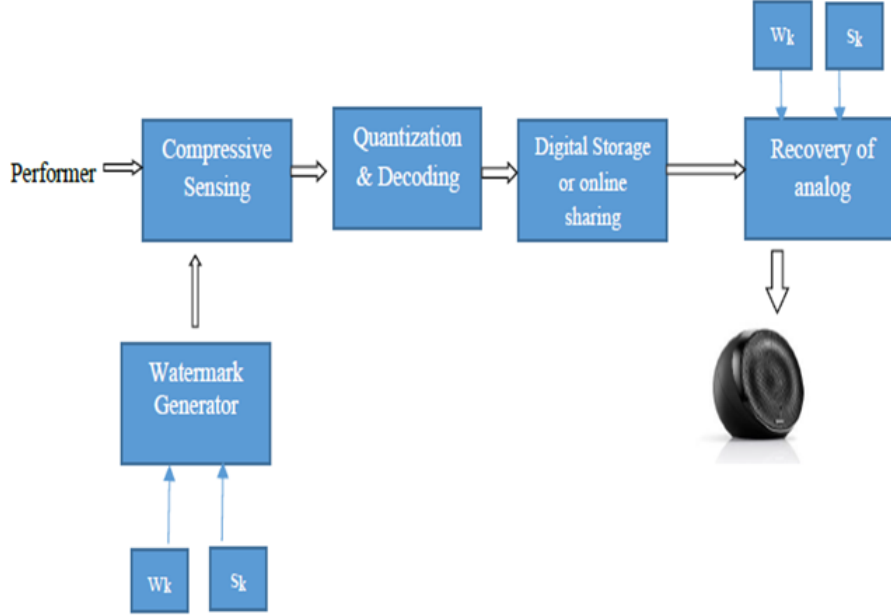 Wk
Sk
Performer
Compressive
Sensing
Quantization
& Decoding
Digital Storage
or online
sharing
Recovery of
analog
Watermark
Generator
Wk
Sk